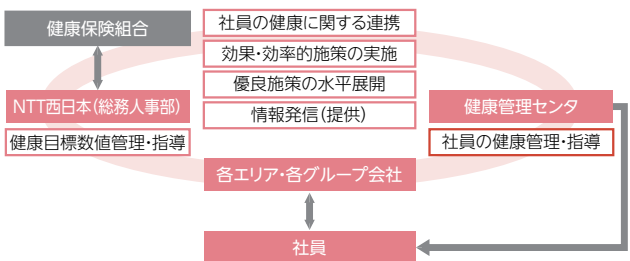 健康保険組合
社員の健康に関する連携
効果・効率的施策の実施
優良施策の水平展開
情報発信(提供)
NTT西日本(総務人事部)
健康目標数値管理・指導
健康管理センタ
社員の健康管理・指導
各エリア・各グループ会社
社員